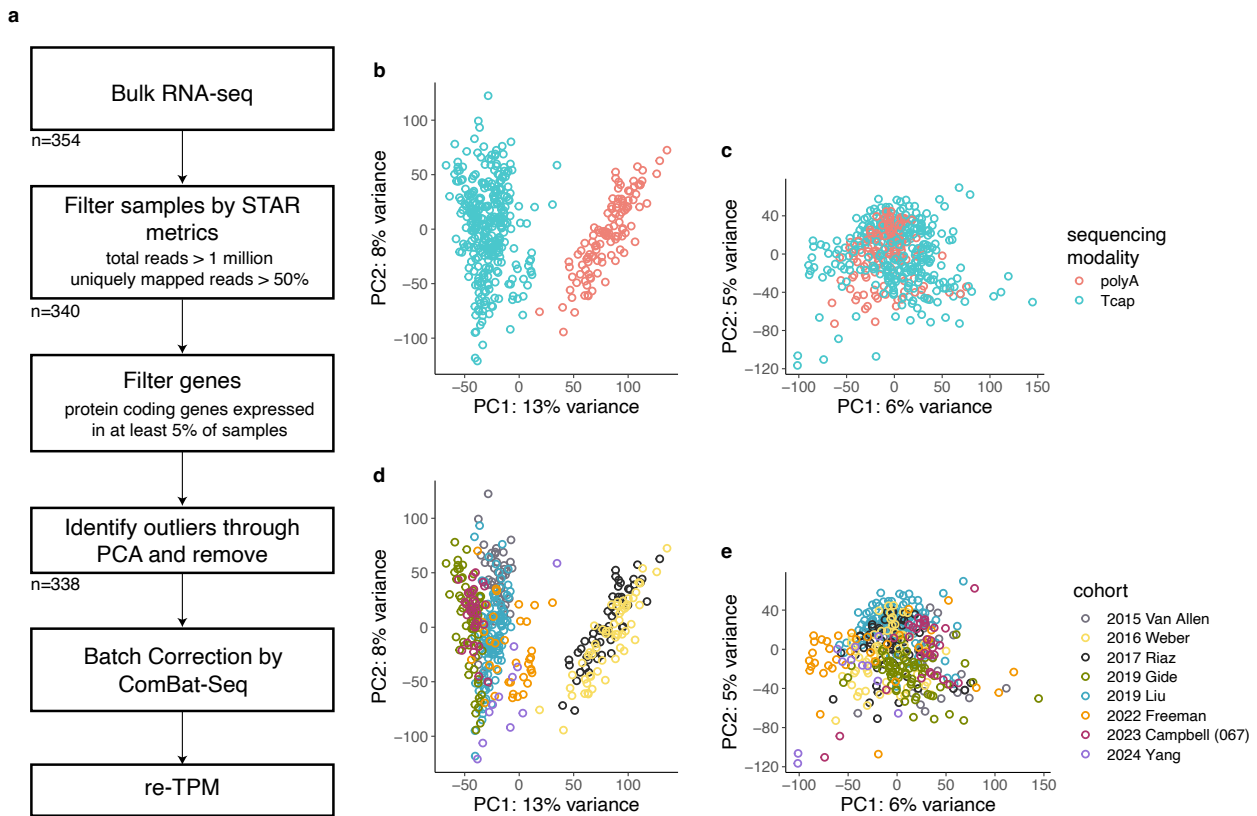 a
Bulk RNA-seq
n=354
Filter samples by STAR
metrics
total reads > 1 million
uniquely mapped reads > 50%
n=340
Filter genes
protein coding genes expressed
in at least 5% of samples
Identify outliers through
PCA and remove
n=338
Batch Correction by
ComBat-Seq
re-TPM
b
PC2: 8% variance
100
50
0
−50
−100
−50 0 50 100
PC1: 13% variance
c
PC2: 5% variance
40
0
−40
−80
−120
−100 −50 0 50 100 150
PC1: 6% variance
sequencing
modality
polyA
Tcap
d
PC2: 8% variance
100
50
0
−50
−100
−50 0 50 100
PC1: 13% variance
e
PC2: 5% variance
40
0
−40
−80
−120
−100 −50 0 50 100 150
PC1: 6% variance
cohort
2015 Van Allen
2016 Weber
2017 Riaz
2019 Gide
2019 Liu
2022 Freeman
2023 Campbell (067)
2024 Yang